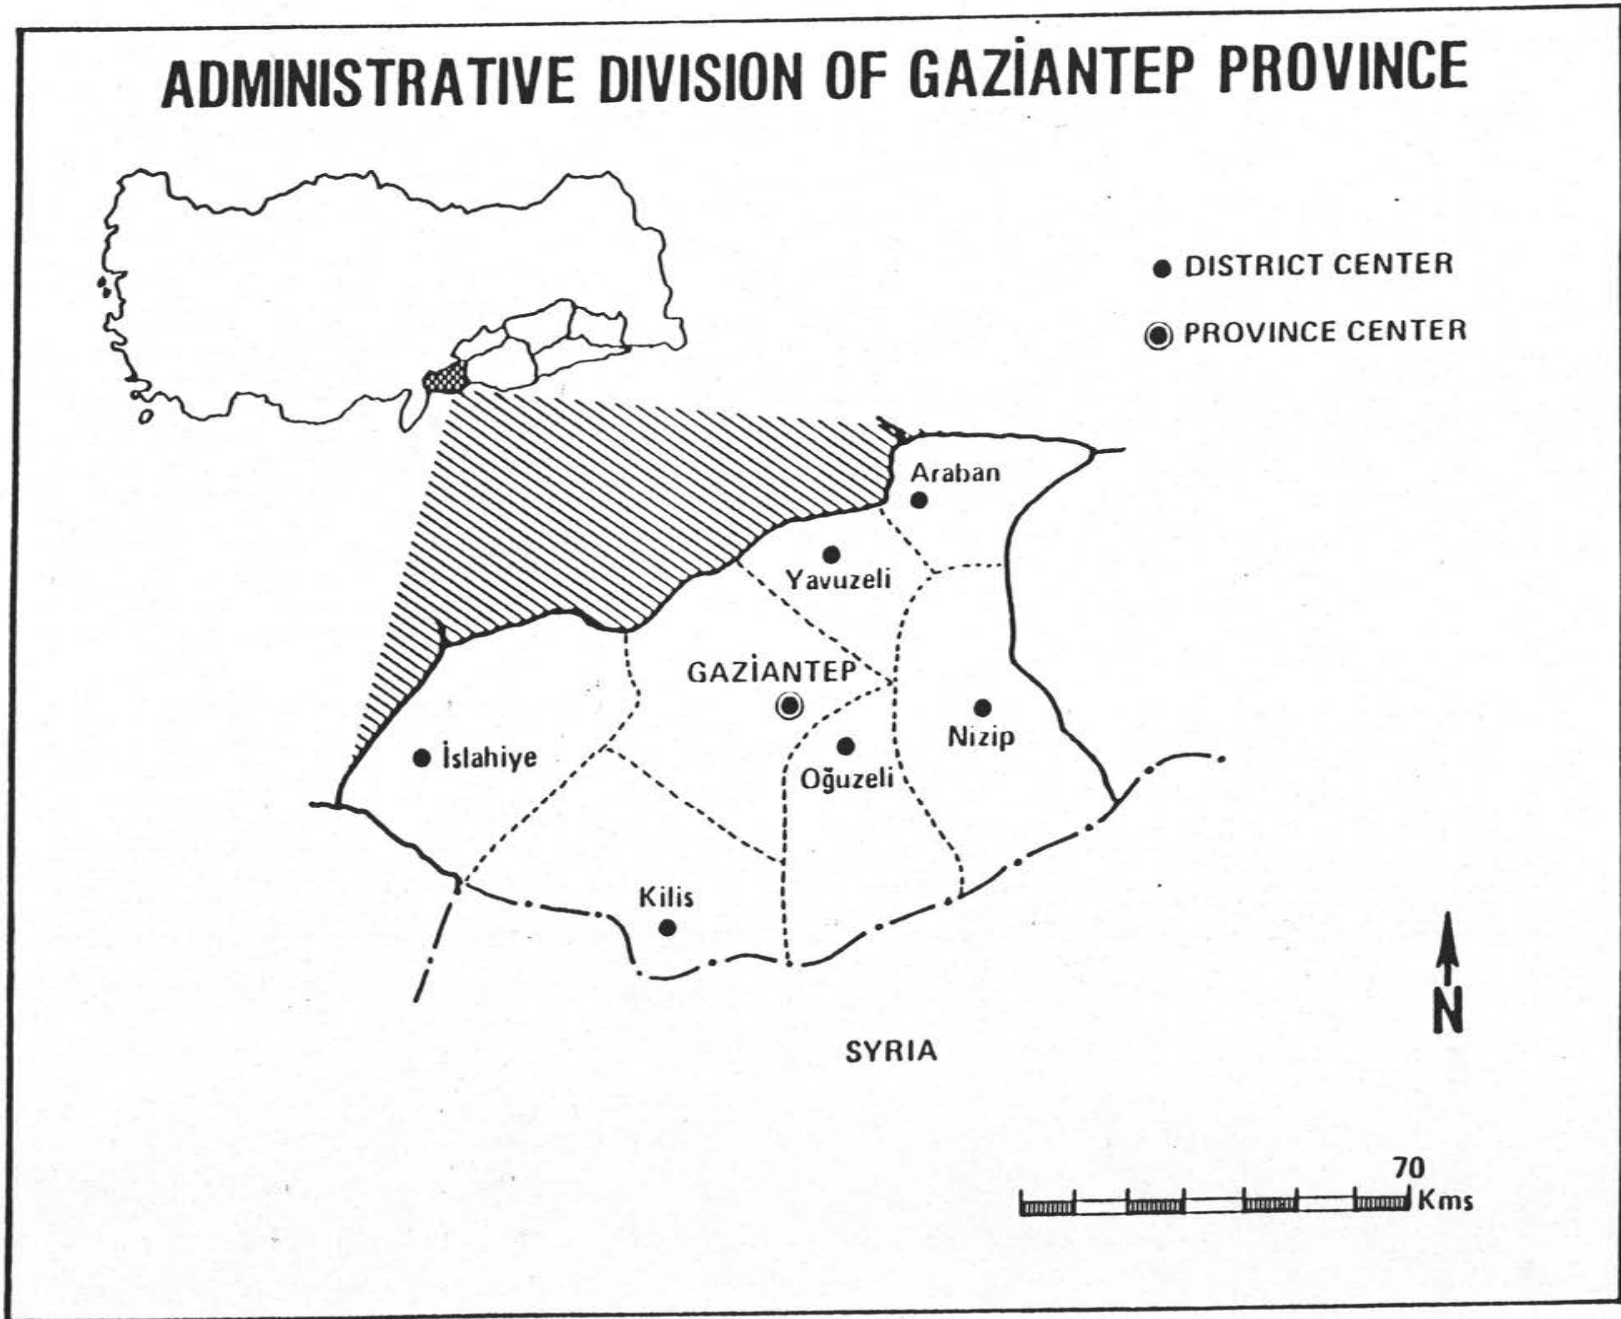 ADMINISTRATIVE DIVISION OF GAZİANTEP PROVINCE
DISTRICT CENTER
PROVINCE CENTER
Araban
Yavuzeli
GAZİANTEP
Nizip
İslahiye
Oğuzeli
Kilis
SYRIA
N
70
Kms